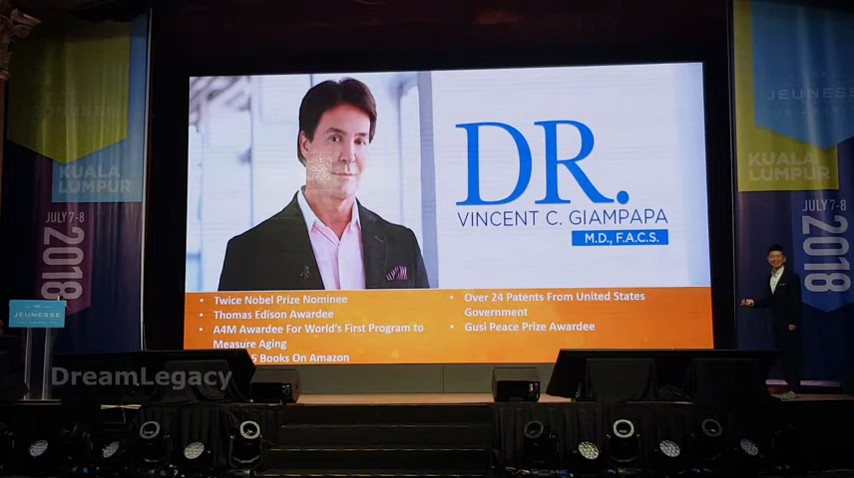 JEUNESSE
KUALA
LUMPUR
JULY 7-8
2018
DR.
VINCENT C. GIAMPAPA
M.D., F.A.C.S.
• Twice Nobel Prize Nominee
• Thomas Edison Awardee
• A4M Awardee For World's First Program to
Measure Aging
5 Books On Amazon
• Over 24 Patents From United States
Government
• Gusi Peace Prize Awardee
JEUNESSE
KUALA
LUMPUR
JULY 7-8
2018
JEUNESSE
DreamLegacy